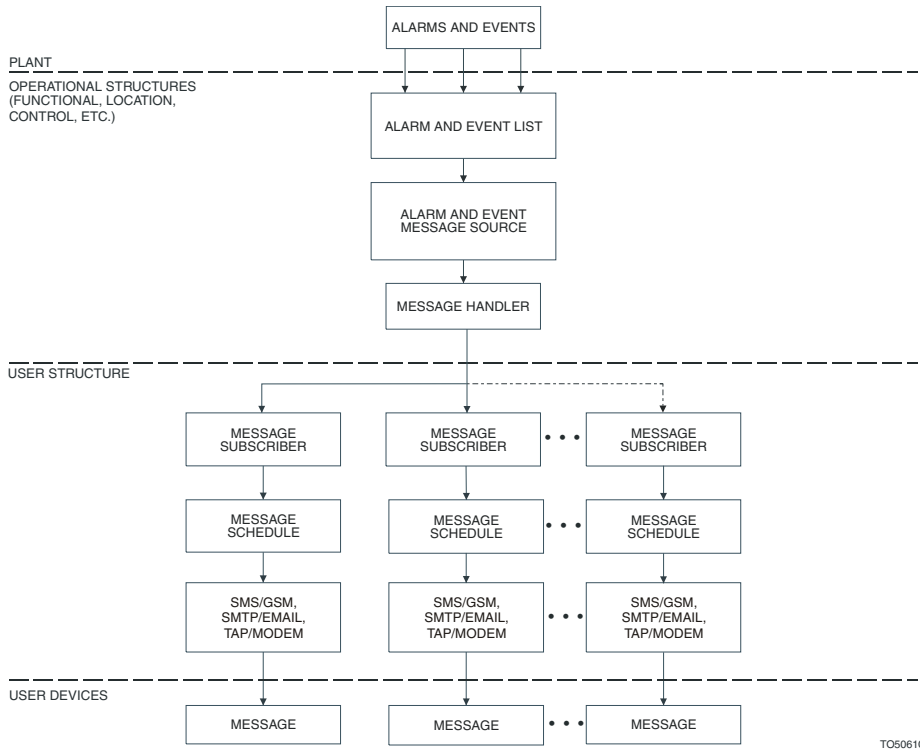 ALARMS AND EVENTS
PLANT
OPERATIONAL STRUCTURES
(FUNCTIONAL, LOCATION,
CONTROL, ETC.)
ALARM AND EVENT LIST
ALARM AND EVENT
MESSAGE SOURCE
MESSAGE HANDLER
USER STRUCTURE
MESSAGE
SUBSCRIBER
MESSAGE
SUBSCRIBER
• • •
MESSAGE
SUBSCRIBER
MESSAGE
SCHEDULE
MESSAGE
SCHEDULE
• • •
MESSAGE
SCHEDULE
SMS/GSM,
SMTP/EMAIL,
TAP/MODEM
SMS/GSM,
SMTP/EMAIL,
TAP/MODEM
• • •
SMS/GSM,
SMTP/EMAIL,
TAP/MODEM
USER DEVICES
MESSAGE
MESSAGE
• • •
MESSAGE